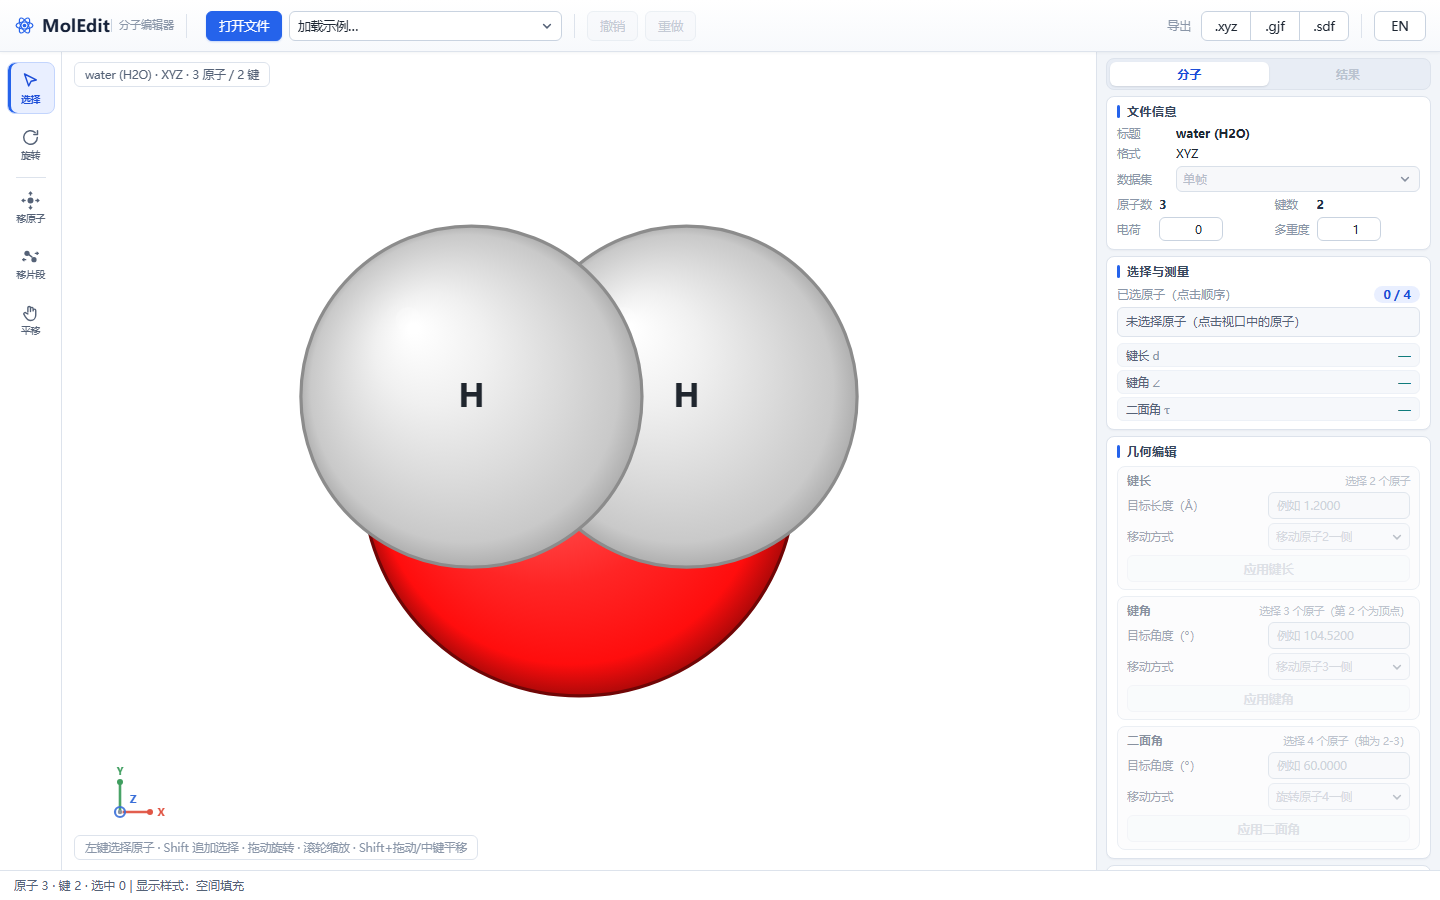 MolEdit 分子编辑器 打开文件 加载示例... 撤销 重做 导出 .xyz .gjf .sdf EN
选择
旋转
移原子
移片段
平移
water (H2O) · XYZ · 3 原子 / 2 键
H H
Y
Z
X
左键选择原子 · Shift 追加选择 · 拖动旋转 · 滚轮缩放 · Shift+拖动/中键平移
分子 结果
文件信息
标题 water (H2O)
格式 XYZ
数据集 单帧
原子数 3 键数 2
电荷 0 多重度 1
选择与测量
已选原子（点击顺序） 0 / 4
未选择原子（点击视口中的原子）
键长 d —
键角 ∠ —
二面角 τ —
几何编辑
键长 选择 2 个原子
目标长度（Å） 例如 1.2000
移动方式 移动原子2一侧
应用键长
键角 选择 3 个原子（第 2 个为顶点）
目标角度（°） 例如 104.5200
移动方式 移动原子3一侧
应用键角
二面角 选择 4 个原子（轴为 2-3）
目标角度（°） 例如 60.0000
移动方式 旋转原子4一侧
应用二面角
原子 3 · 键 2 · 选中 0 | 显示样式：空间填充